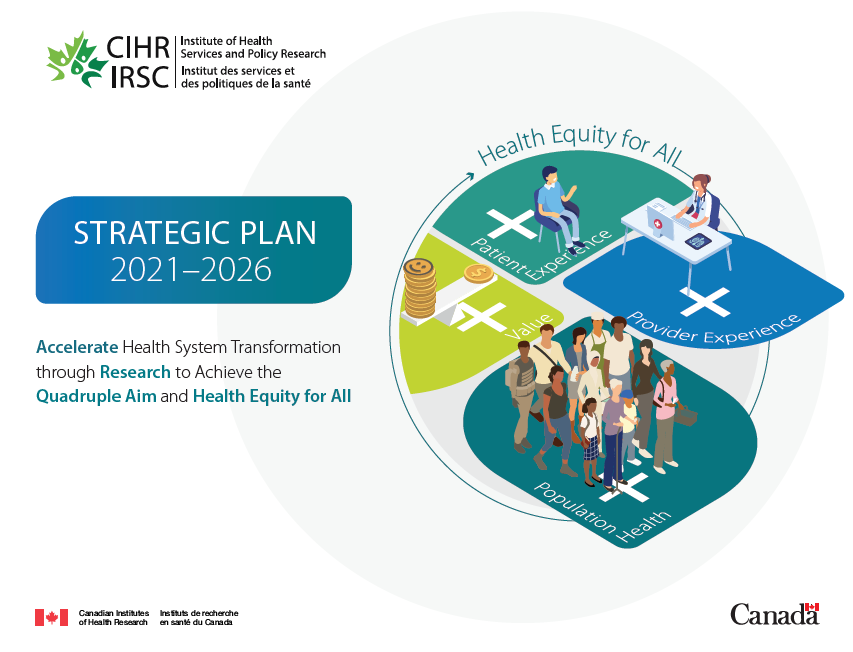 CIHR
IRSC
Institute of Health
Services and Policy Research
Institut des services et
des politiques de la santé
Health Equity for All
STRATEGIC PLAN
2021–2026
Patient Experience
Provider Experience
Value
Population Health
Accelerate Health System Transformation
through Research to Achieve the
Quadruple Aim and Health Equity for All
Canadian Institutes
of Health Research
Instituts de recherche
en santé du Canada
Canada